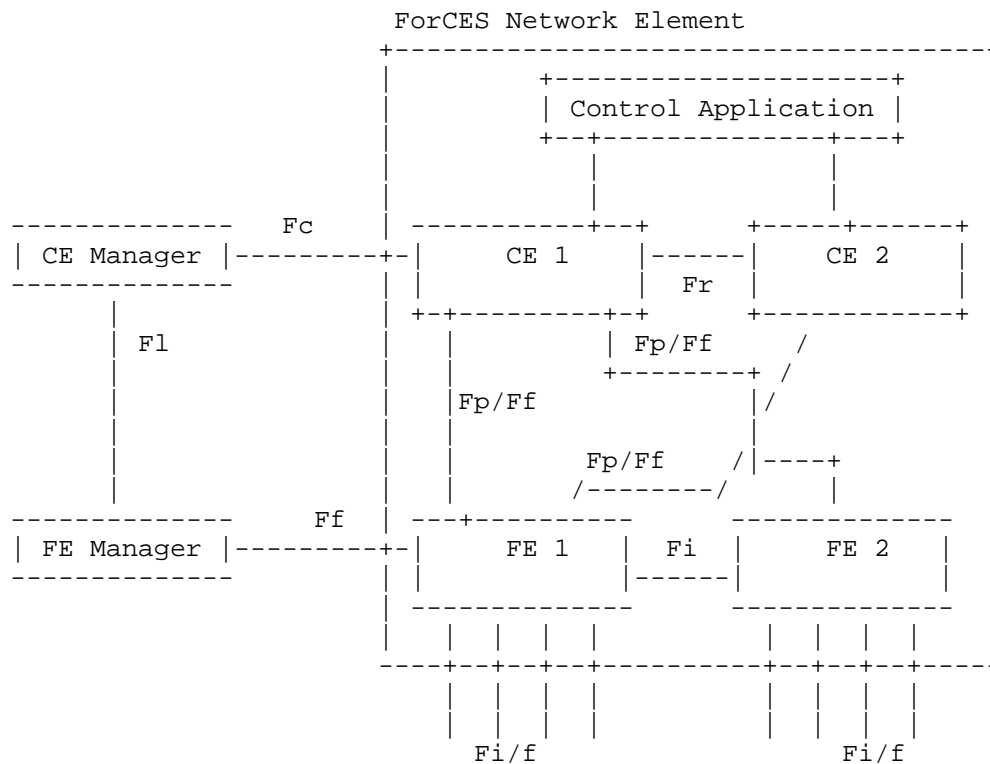 ForCES Network Element
Control Application
Fc
CE Manager CE 1 CE 2
Fr
Fl Fp/Ff
Fp/Ff
Fp/Ff
Ff
FE Manager FE 1 Fi FE 2
Fi/f Fi/f